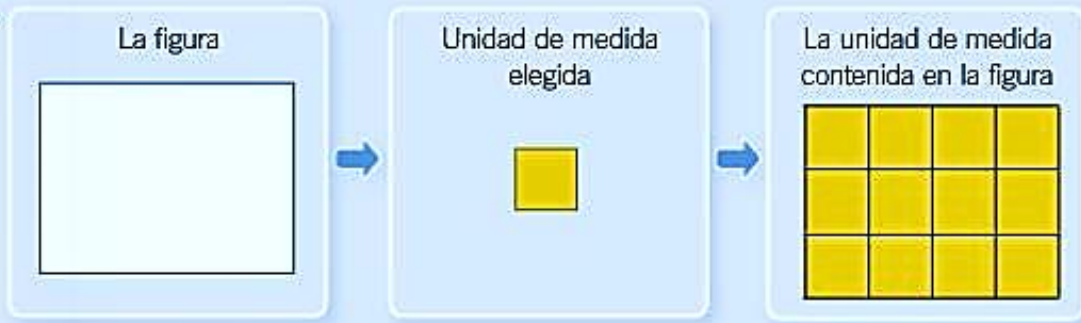 La figura
Unidad de medida
elegida
La unidad de medida
contenida en la figura